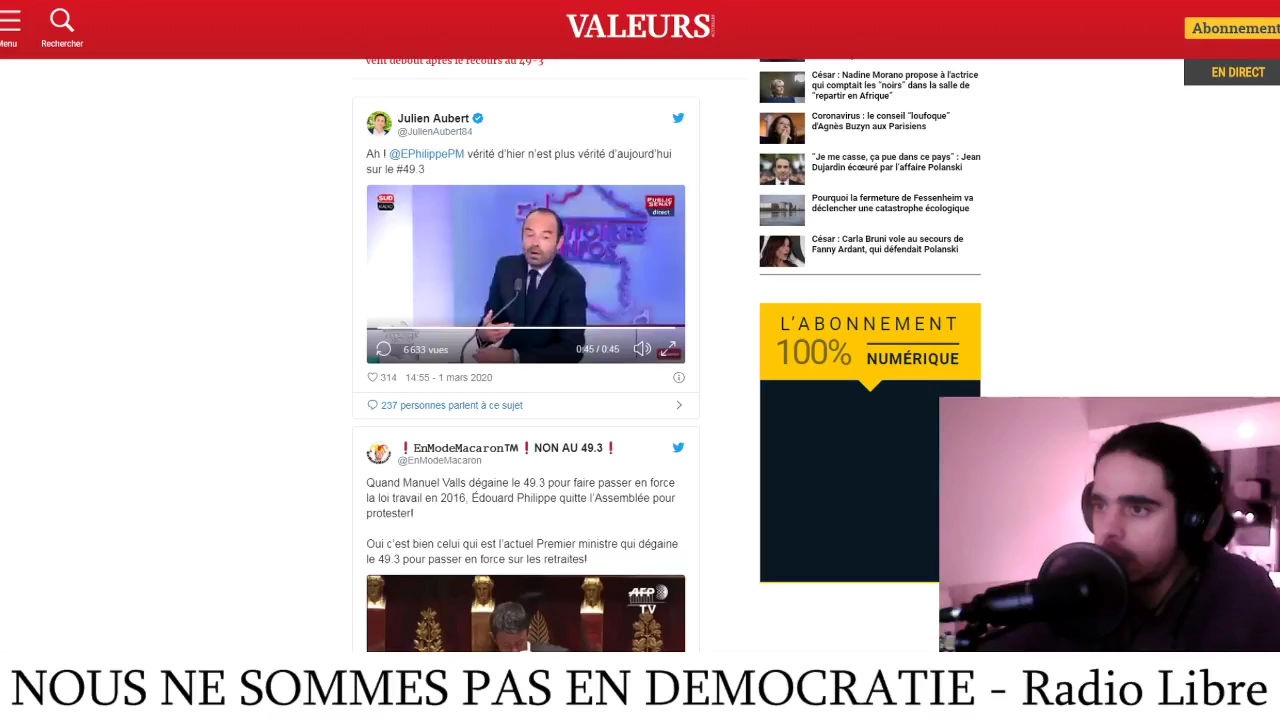 Menu
Rechercher
VALEURS
Abonnement
EN DIRECT
vent debout après le recours au 49-3
Julien Aubert
@JulienAubert84
Ah ! @EPhilippePM vérité d'hier n'est plus vérité d'aujourd'hui
sur le #49.3
SUD
RADIO
PUBLIC
SENAT
direct
6 633 vues
0:45 / 0:45
314 14:55 - 1 mars 2020
237 personnes parlent à ce sujet
❗EnModeMacaron™❗NON AU 49.3❗
@EnModeMacaron
Quand Manuel Valls dégaine le 49.3 pour faire passer en force
la loi travail en 2016, Édouard Philippe quitte l'Assemblée pour
protester!
Oui c'est bien celui qui est l'actuel Premier ministre qui dégaine
le 49.3 pour passer en force sur les retraites!
AFP
TV
César : Nadine Morano propose à l'actrice
qui comptait les "noirs" dans la salle de
"repartir en Afrique"
Coronavirus : le conseil "loufoque"
d'Agnès Buzyn aux Parisiens
"Je me casse, ça pue dans ce pays" : Jean
Dujardin écœuré par l'affaire Polanski
Pourquoi la fermeture de Fessenheim va
déclencher une catastrophe écologique
César : Carla Bruni vole au secours de
Fanny Ardant, qui défendait Polanski
L'ABONNEMENT
100% NUMÉRIQUE
NOUS NE SOMMES PAS EN DEMOCRATIE - Radio Libre